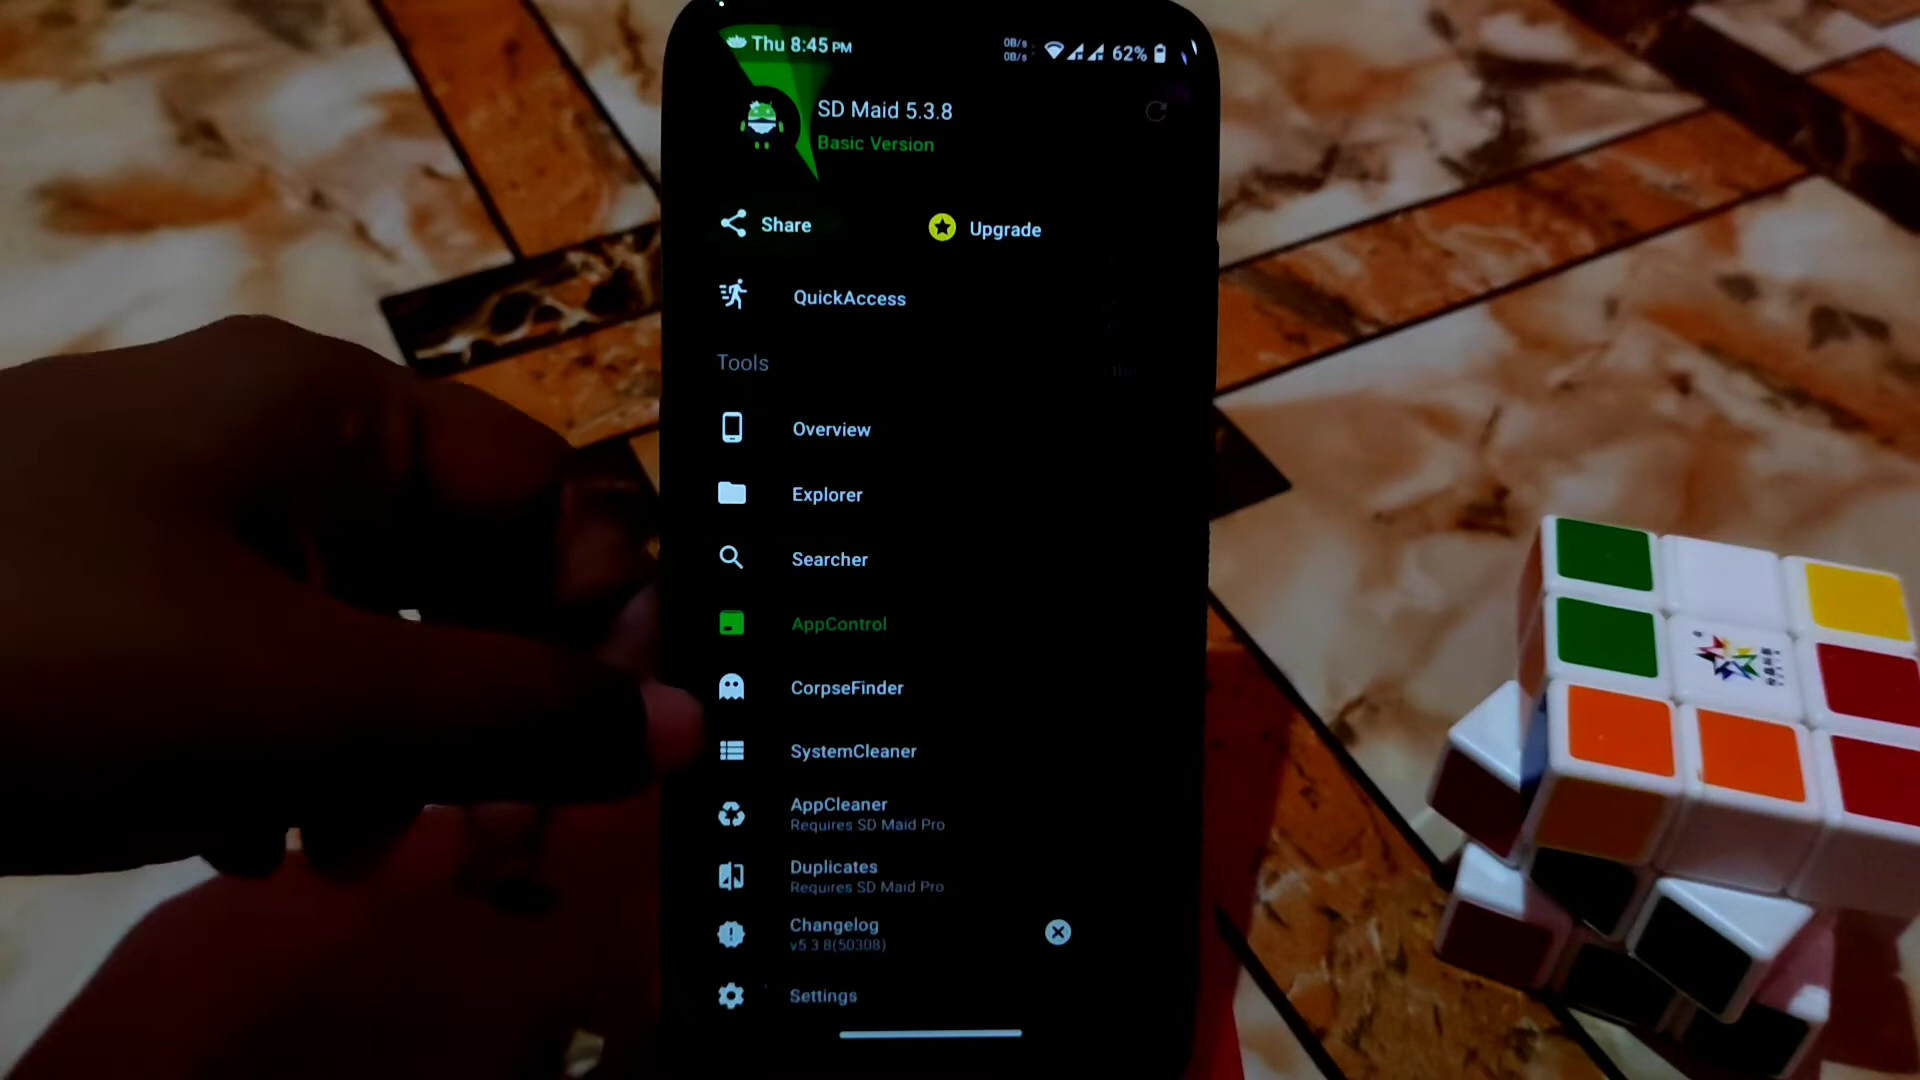 Thu 8:45 PM
0B/s
0B/s
62%
SD Maid 5.3.8
Basic Version
Share
Upgrade
QuickAccess
Tools
Overview
Explorer
Searcher
AppControl
CorpseFinder
SystemCleaner
AppCleaner
Requires SD Maid Pro
Duplicates
Requires SD Maid Pro
Changelog
v5 3 8(50308)
Settings